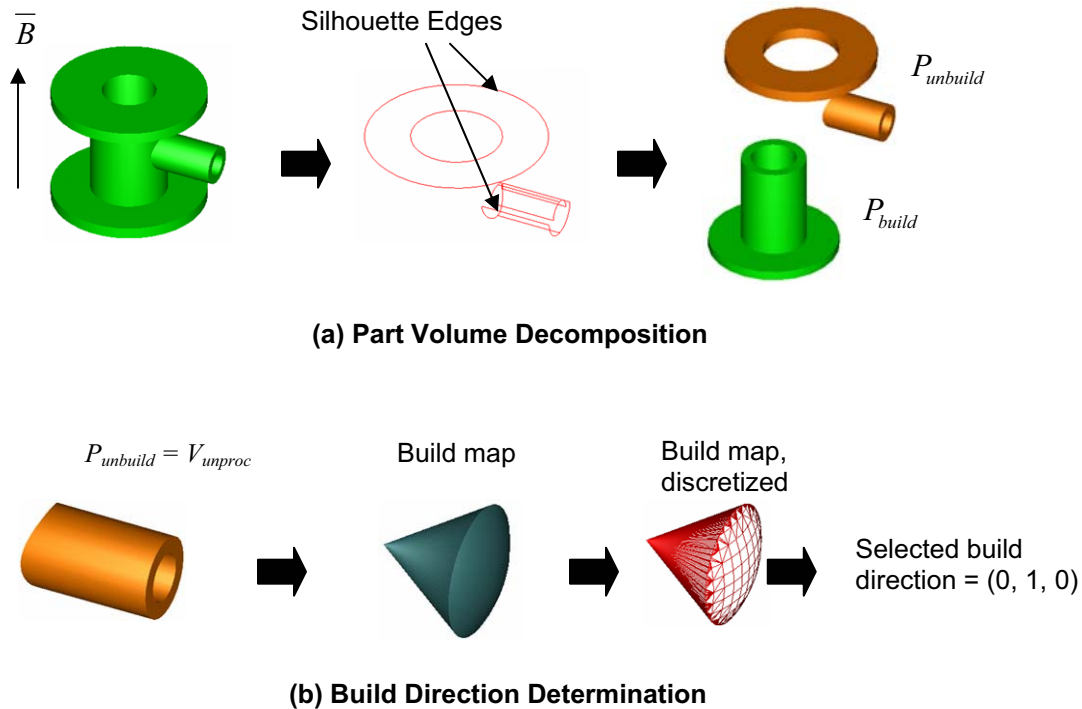 B̅
Silhouette Edges
P_unbuild
P_build
(a) Part Volume Decomposition
P_unbuild = V_unproc
Build map
Build map,
discretized
Selected build
direction = (0, 1, 0)
(b) Build Direction Determination